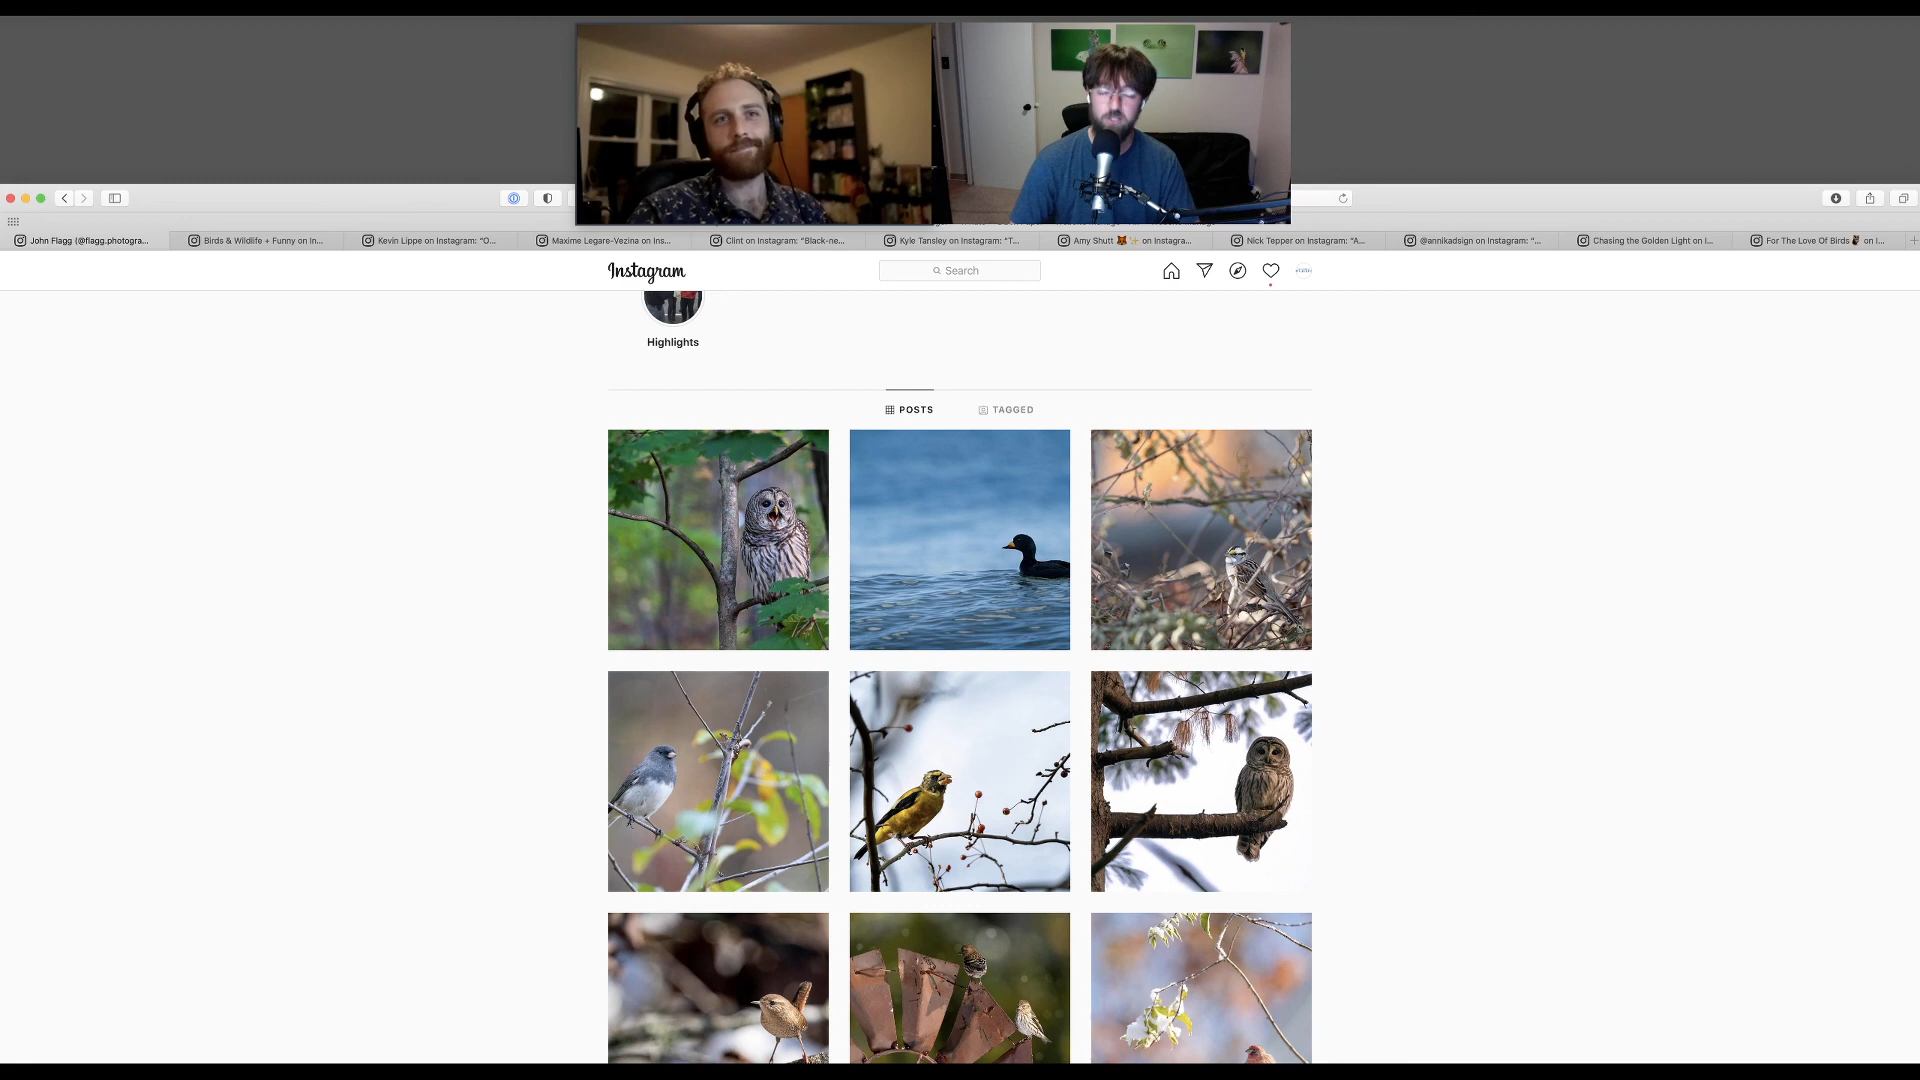 John Flagg (@flagg.photogra...
Birds & Wildlife + Funny on In...
Kevin Lippe on Instagram: “O...
Maxime Legare-Vezina on Ins...
Clint on Instagram: “Black-ne...
Kyle Tansley on Instagram: “T...
Amy Shutt 🦊✨ on Instagra...
Nick Tepper on Instagram: “A...
@annikadsign on Instagram: “...
Chasing the Golden Light on I...
For The Love Of Birds🦉 on I...
Instagram
Search
Highlights
POSTS
TAGGED